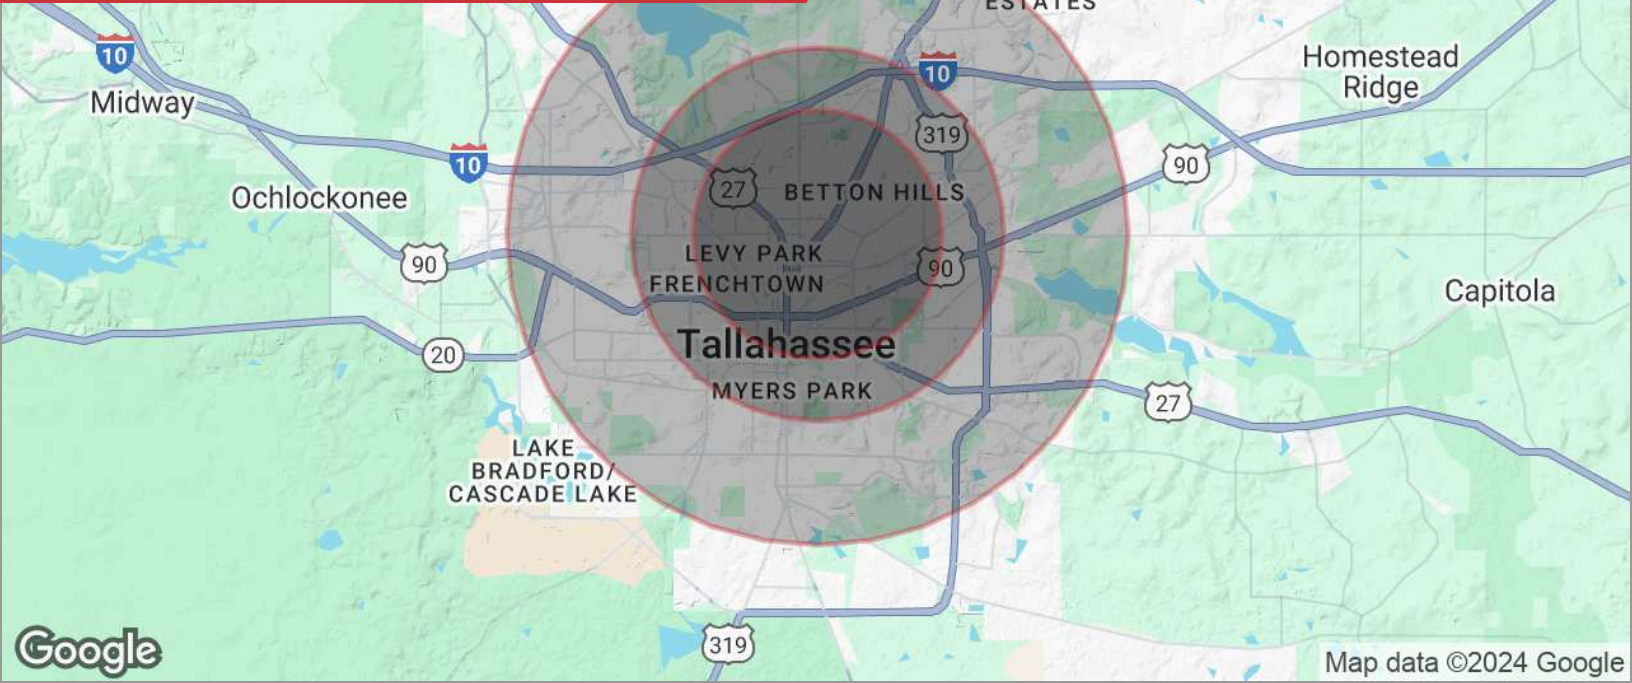 ESTATES
10
10
Homestead
Ridge
Midway
319
10
90
27
BETTON HILLS
Ochlockonee
LEVY PARK
90
90
FRENCHTOWN
Capitola
Tallahassee
20
MYERS PARK
27
LAKE
BRADFORD/
CASCADE LAKE
319
Google
Map data ©2024 Google